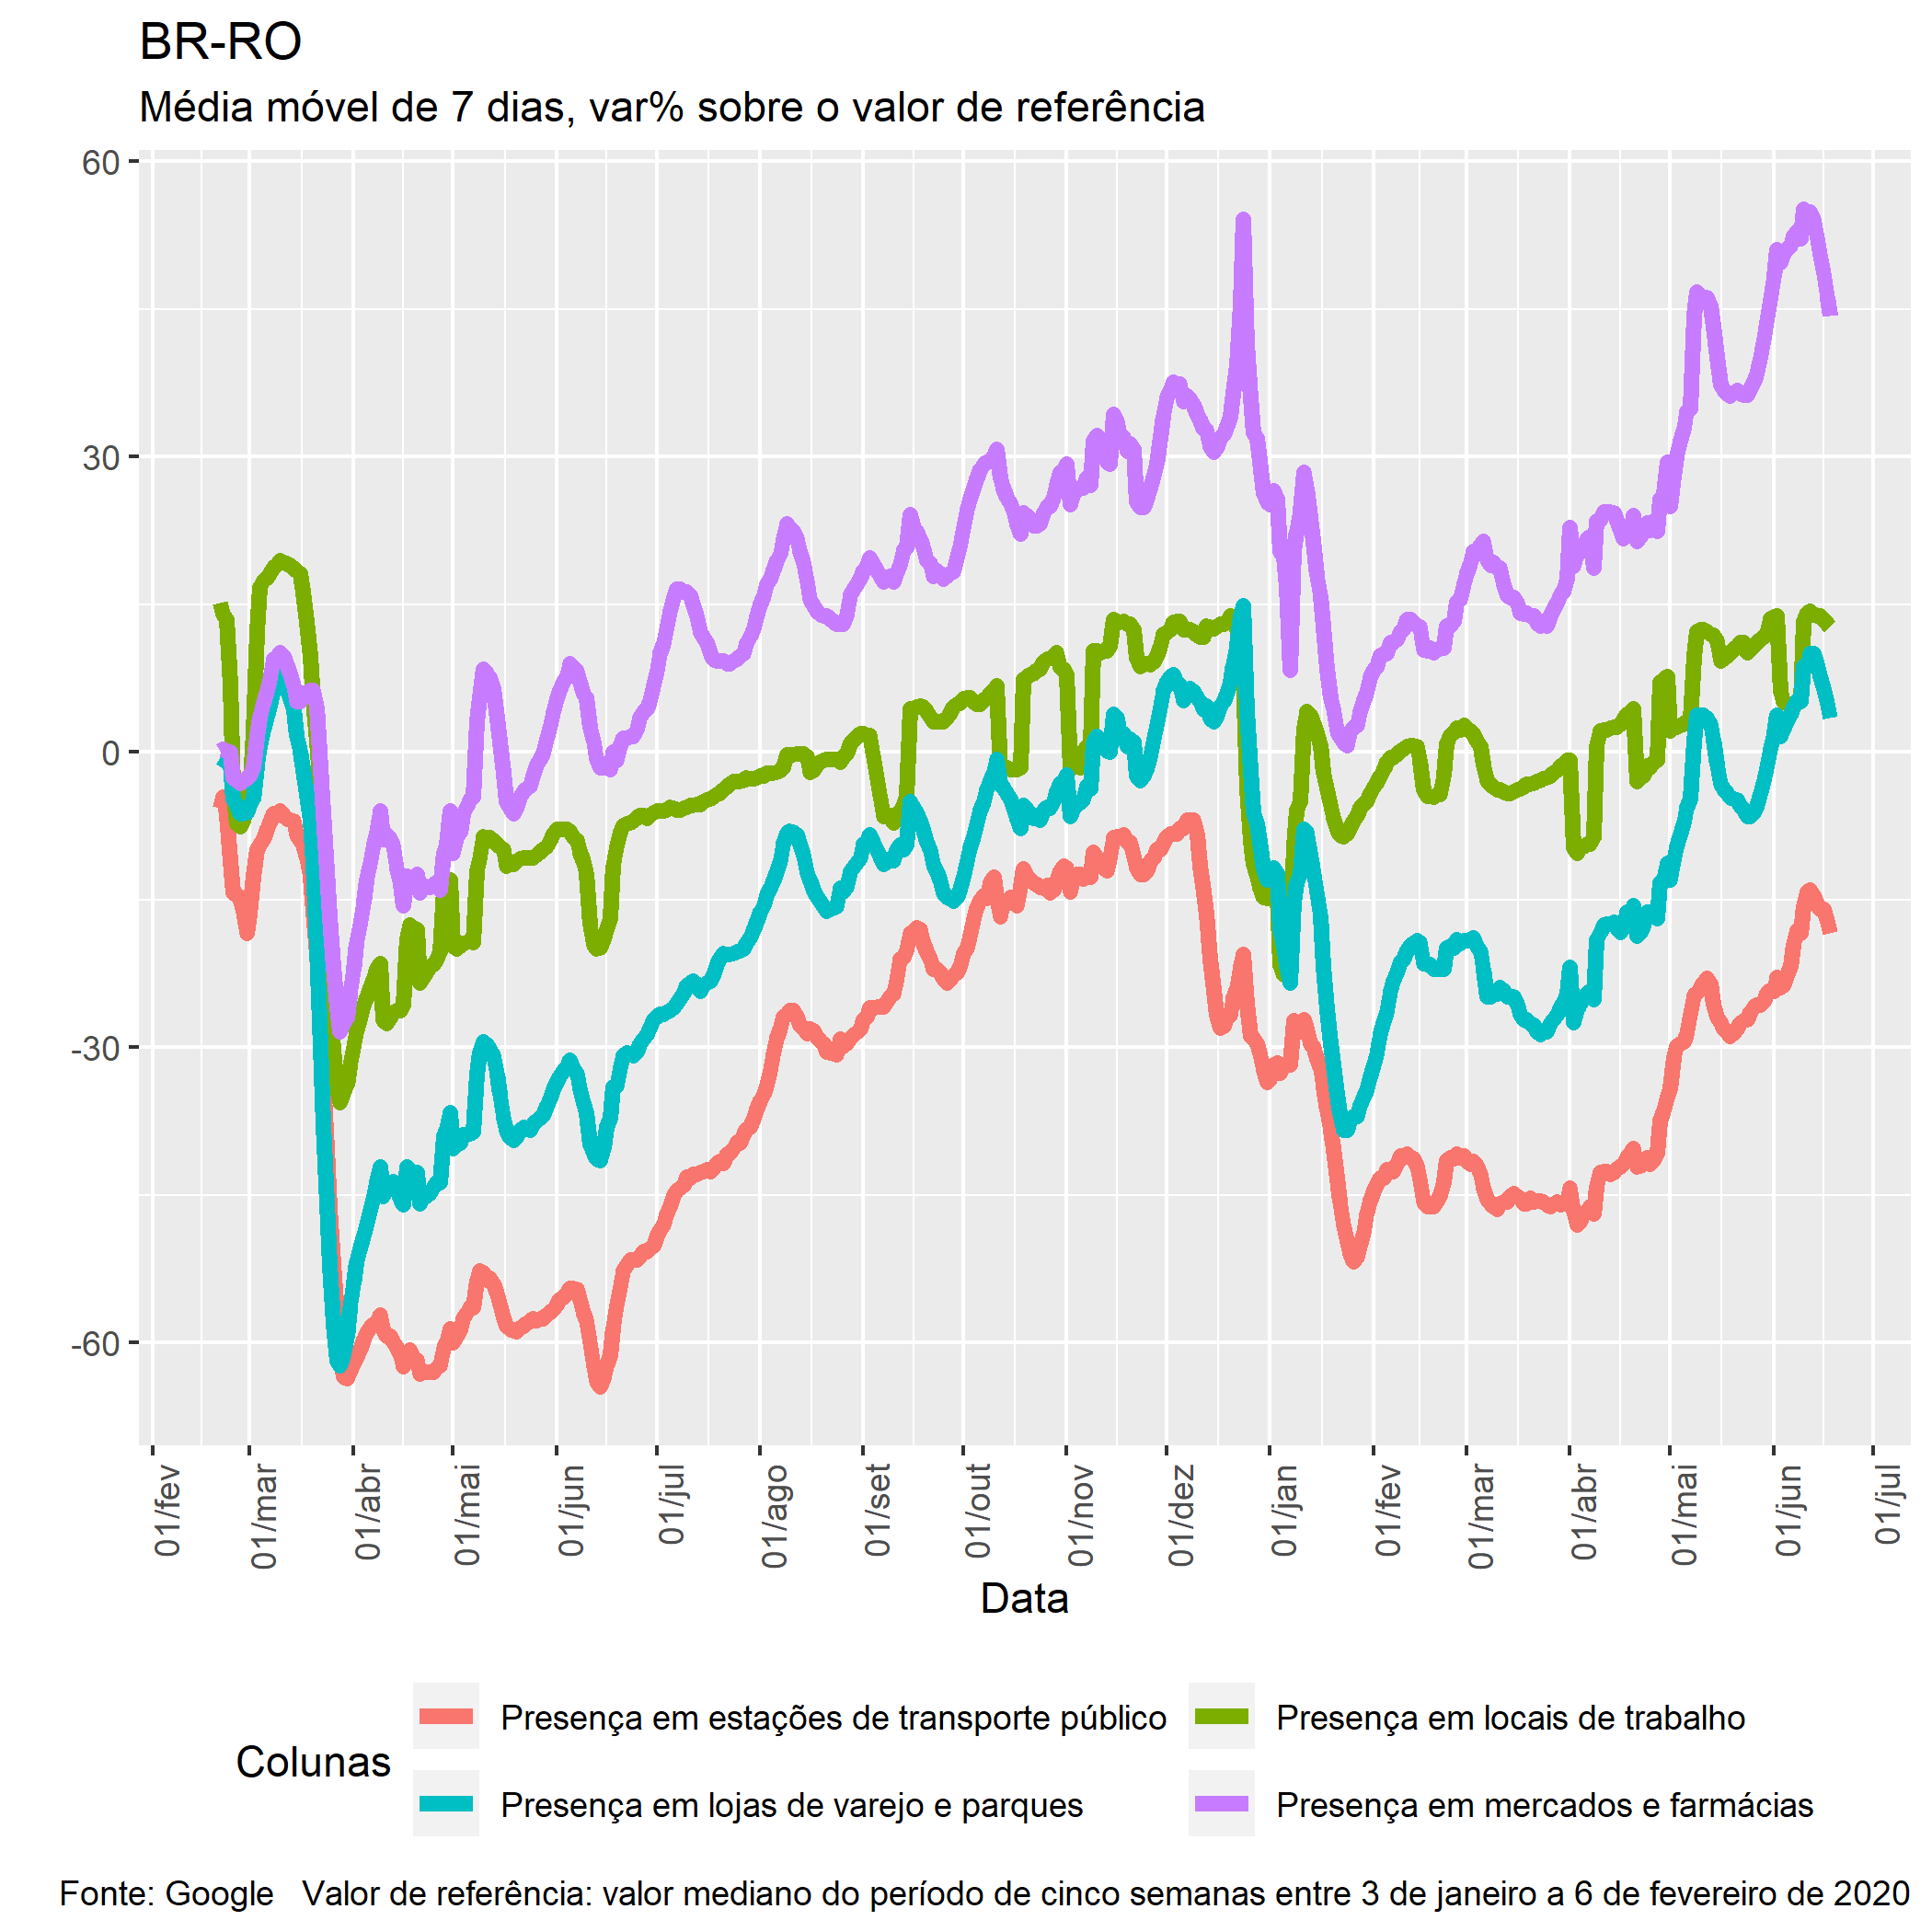 BR-RO
Média móvel de 7 dias, var% sobre o valor de referência
60
30
0
-30
-60
01/fev
01/mar
01/abr
01/mai
01/jun
01/jul
01/ago
01/set
01/out
01/nov
01/dez
01/jan
01/fev
01/mar
01/abr
01/mai
01/jun
01/jul
Data
Colunas
Presença em estações de transporte público
Presença em locais de trabalho
Presença em lojas de varejo e parques
Presença em mercados e farmácias
Fonte: Google   Valor de referência: valor mediano do período de cinco semanas entre 3 de janeiro a 6 de fevereiro de 2020